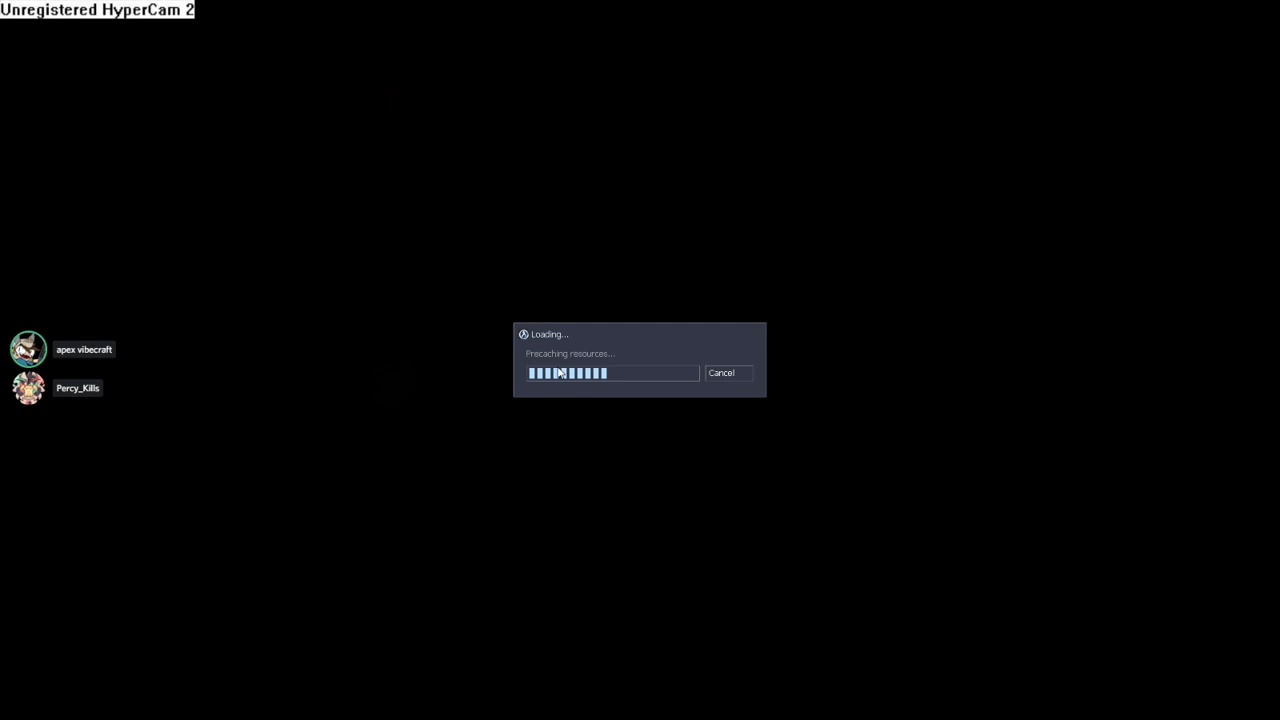 Unregistered HyperCam 2
Loading...
apex vibecraft
Precaching resources...
Cancel
Percy_Kills